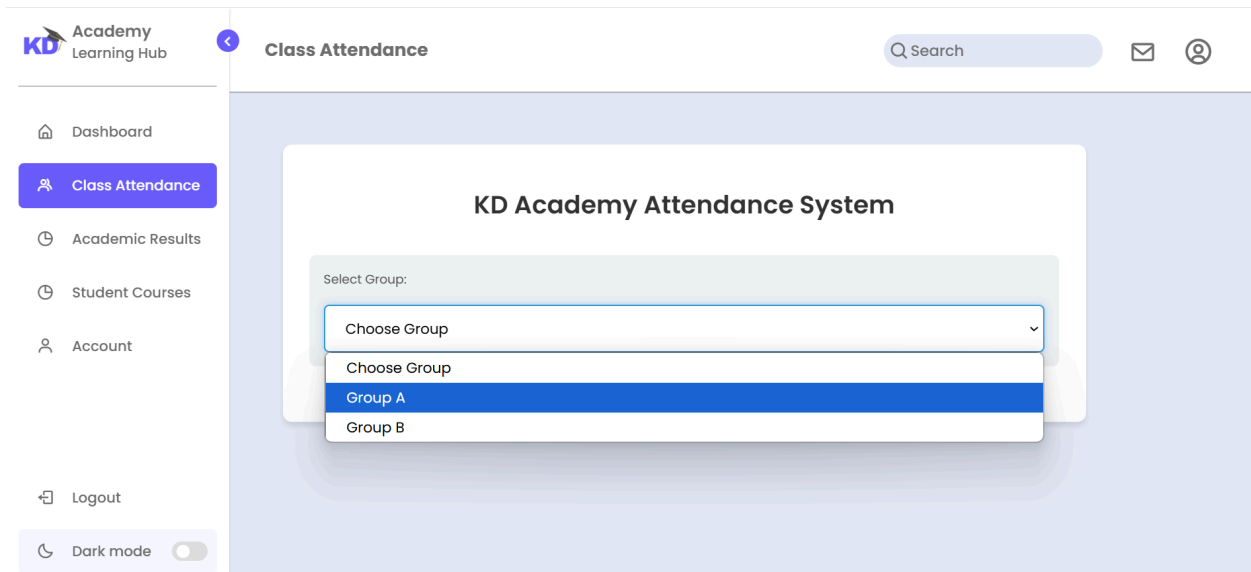 KD
Academy
Learning Hub
Class Attendance
Search
Dashboard
Class Attendance
Academic Results
Student Courses
Account
Logout
Dark mode
KD Academy Attendance System
Select Group:
Choose Group
Choose Group
Group A
Group B